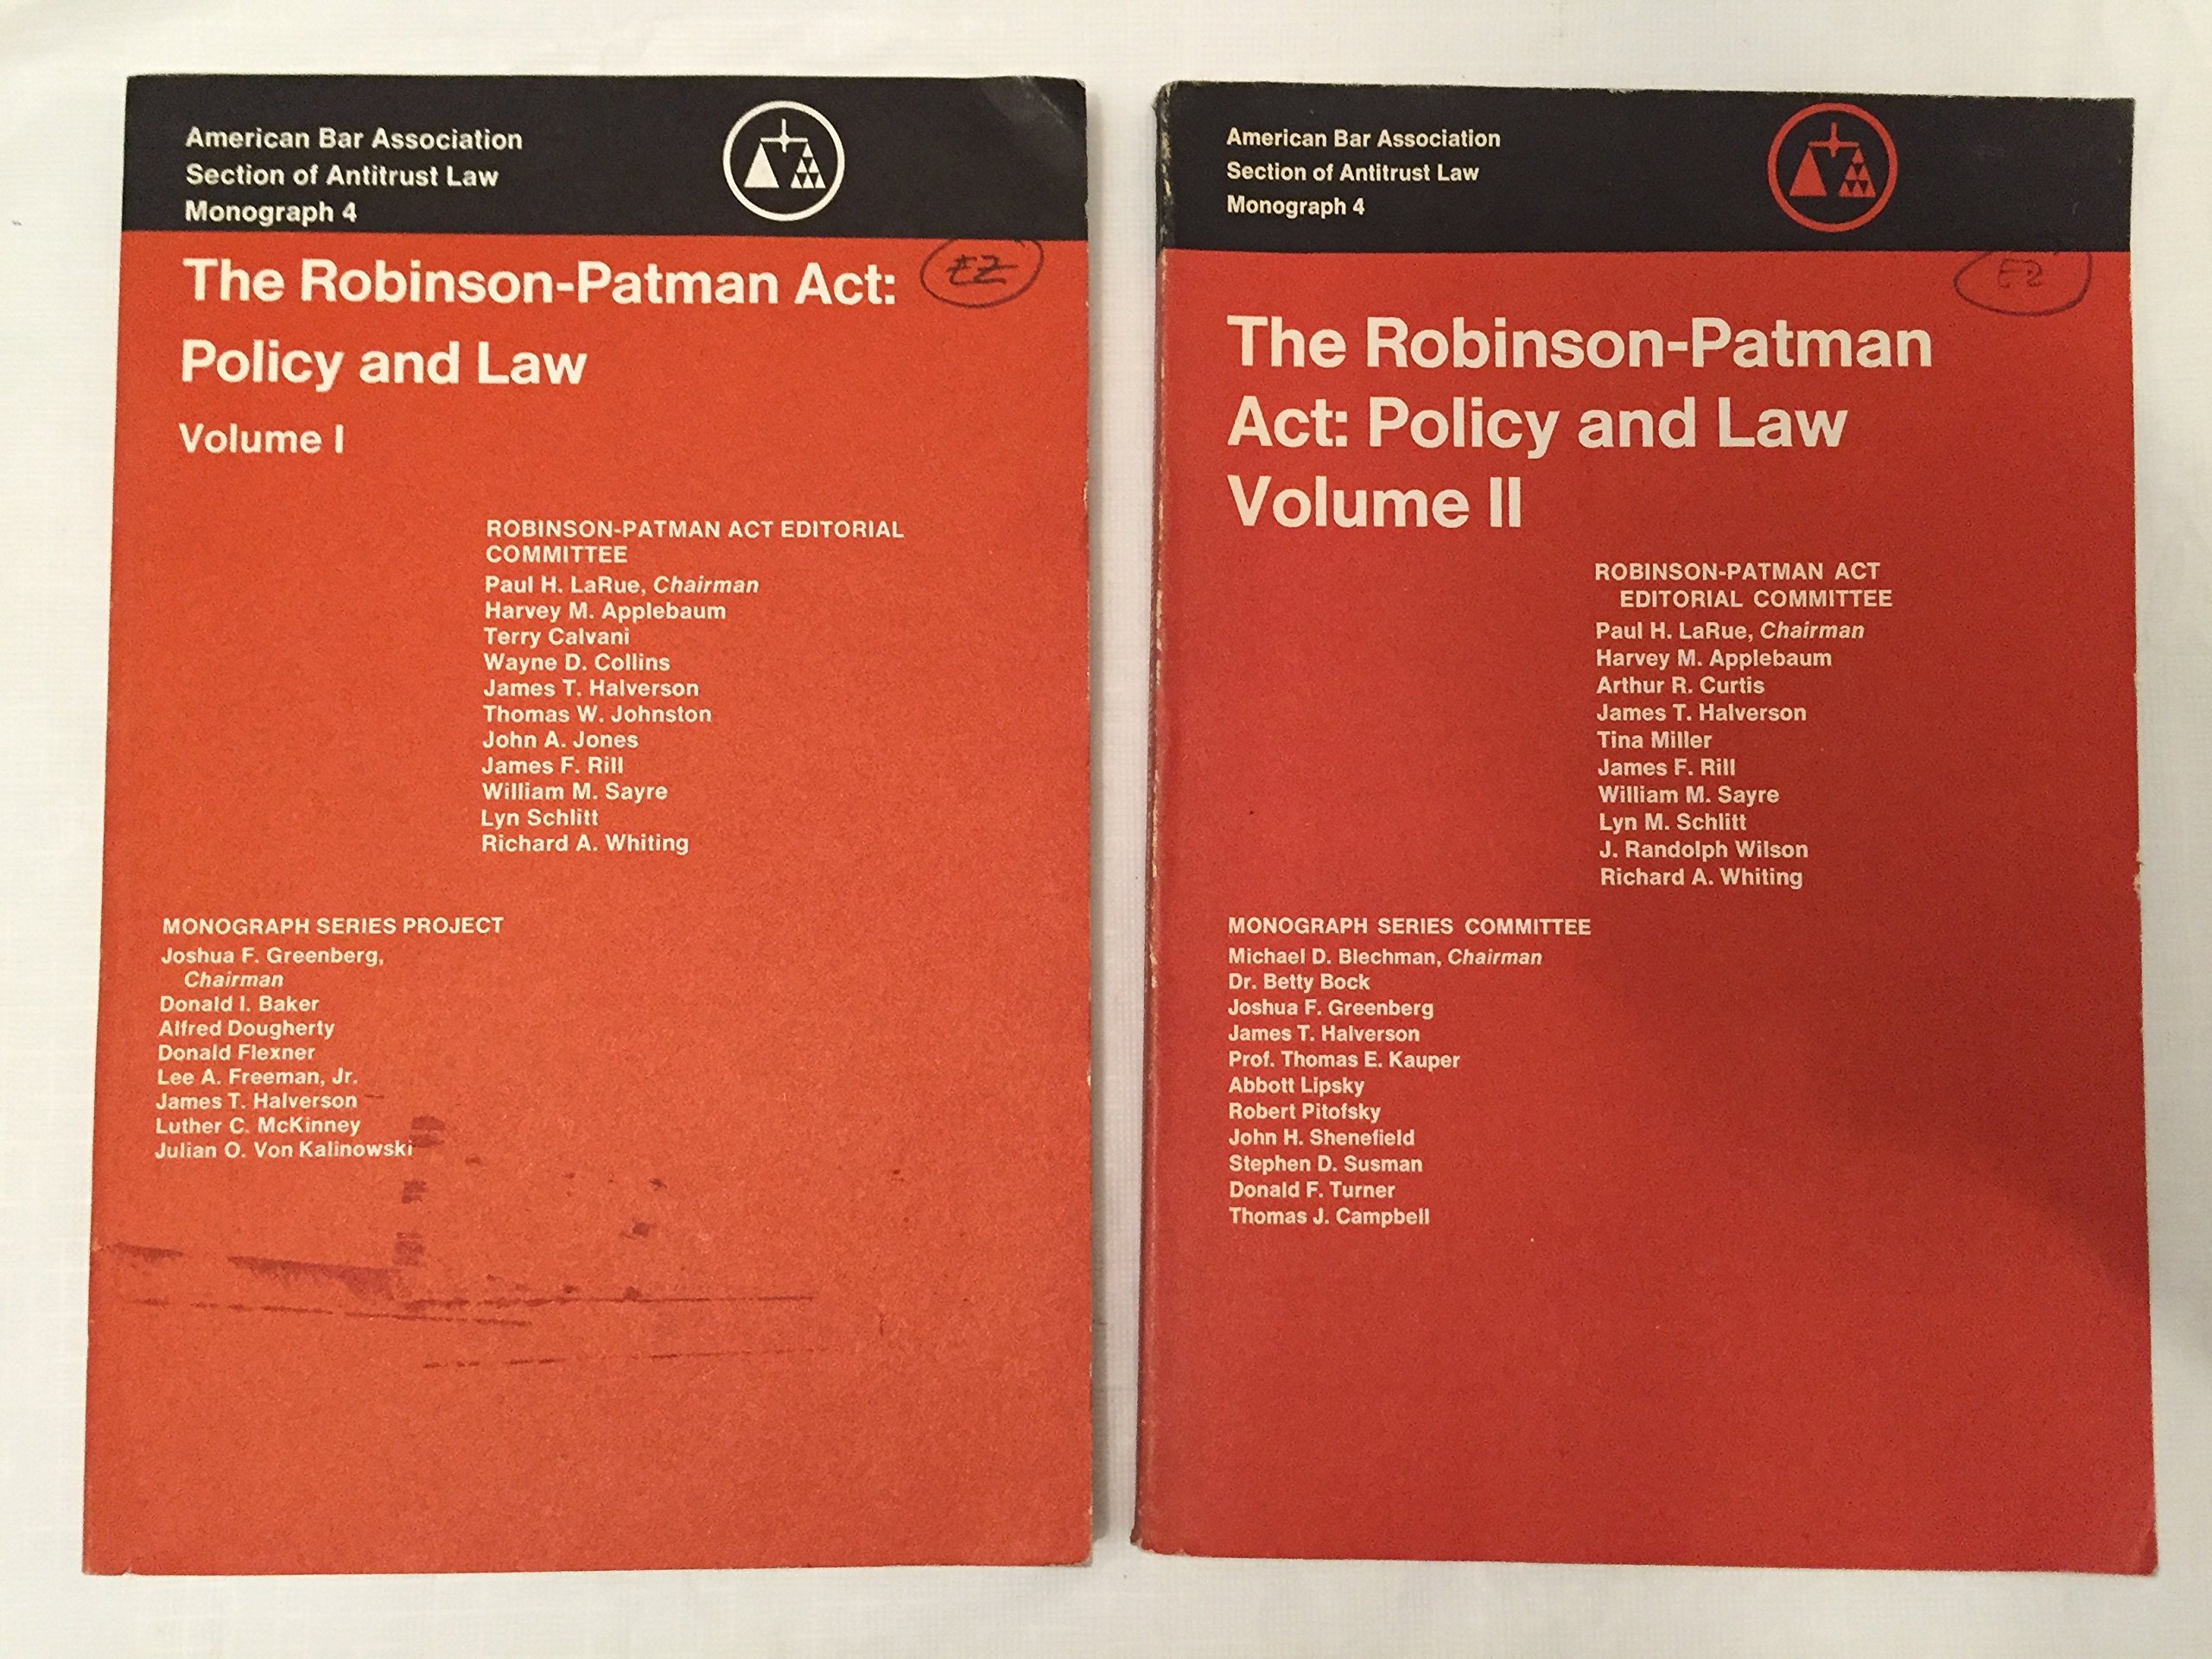 American Bar Association
Section of Antitrust Law
Monograph 4
The Robinson-Patman Act:
Policy and Law
Volume I
ROBINSON-PATMAN ACT EDITORIAL
COMMITTEE
Paul H. LaRue, Chairman
Harvey M. Applebaum
Terry Calvani
Wayne D. Collins
James T. Halverson
Thomas W. Johnston
John A. Jones
James F. Rill
William M. Sayre
Lyn Schlitt
Richard A. Whiting
MONOGRAPH SERIES PROJECT
Joshua F. Greenberg,
Chairman
Donald I. Baker
Alfred Dougherty
Donald Flexner
Lee A. Freeman, Jr.
James T. Halverson
Luther C. McKinney
Julian O. Von Kalinowski
American Bar Association
Section of Antitrust Law
Monograph 4
The Robinson-Patman
Act: Policy and Law
Volume II
ROBINSON-PATMAN ACT
EDITORIAL COMMITTEE
Paul H. LaRue, Chairman
Harvey M. Applebaum
Arthur R. Curtis
James T. Halverson
Tina Miller
James F. Rill
William M. Sayre
Lyn M. Schlitt
J. Randolph Wilson
Richard A. Whiting
MONOGRAPH SERIES COMMITTEE
Michael D. Blechman, Chairman
Dr. Betty Bock
Joshua F. Greenberg
James T. Halverson
Prof. Thomas E. Kauper
Abbott Lipsky
Robert Pitofsky
John H. Shenefield
Stephen D. Susman
Donald F. Turner
Thomas J. Campbell